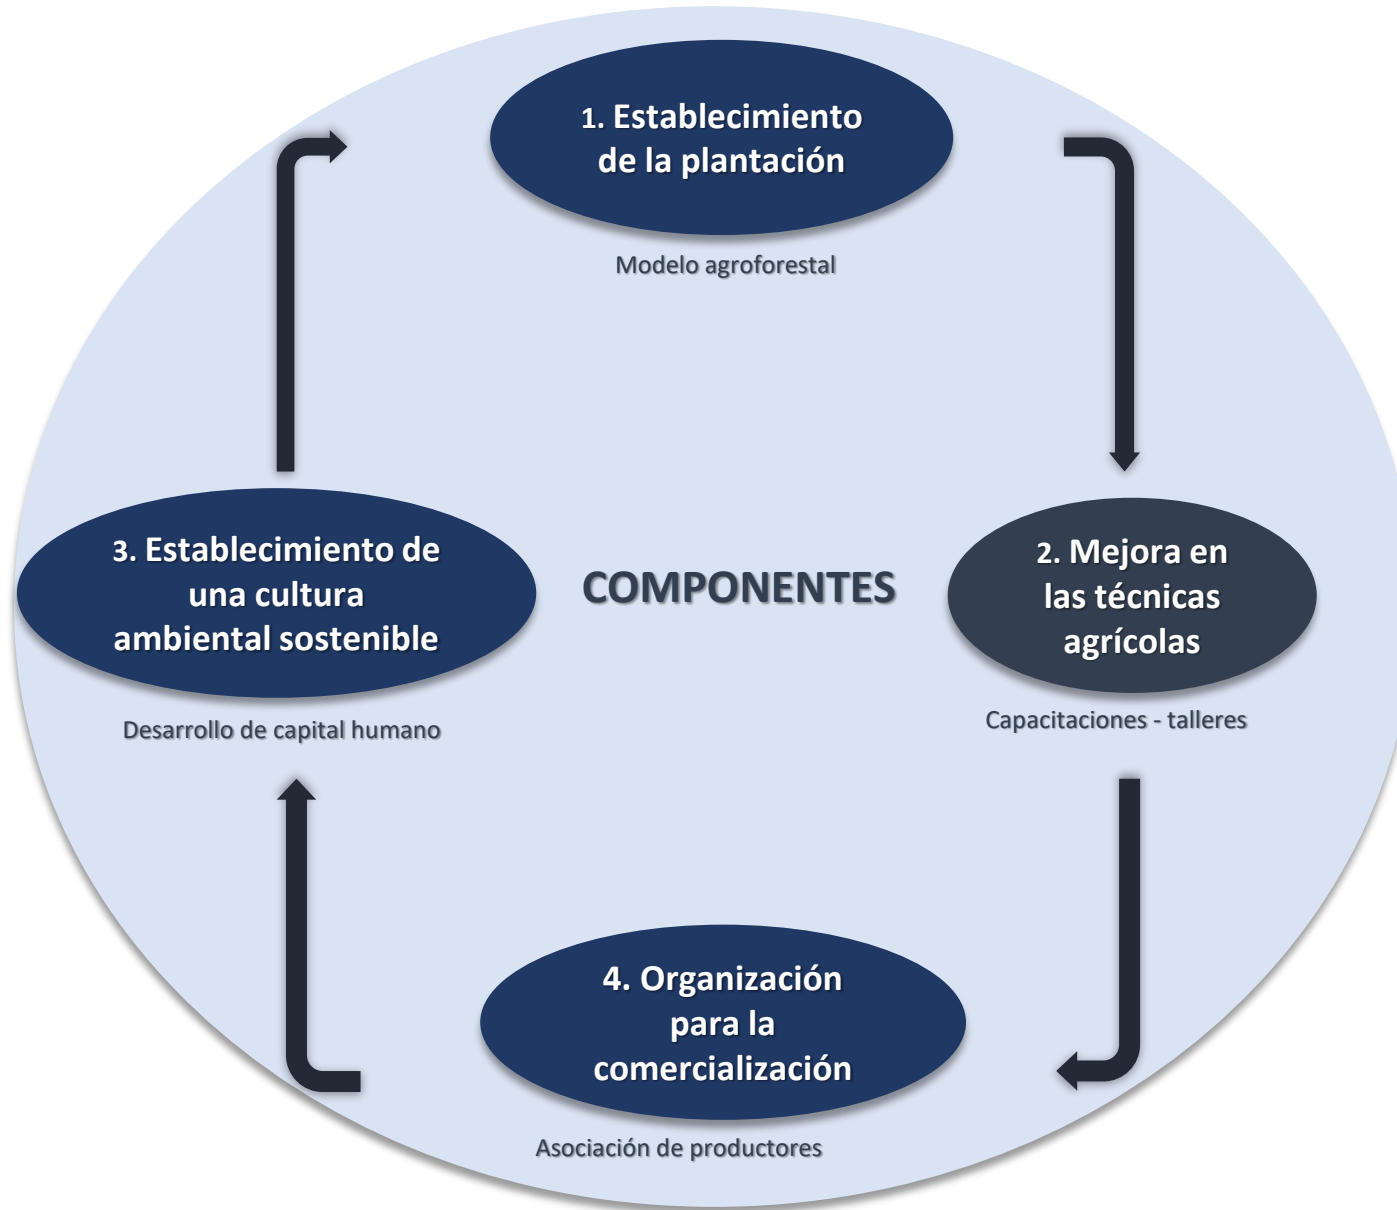 1. Establecimiento
de la plantación
Modelo agroforestal
3. Establecimiento de
una cultura
ambiental sostenible
Desarrollo de capital humano
COMPONENTES
2. Mejora en
las técnicas
agrícolas
Capacitaciones - talleres
4. Organización
para la
comercialización
Asociación de productores